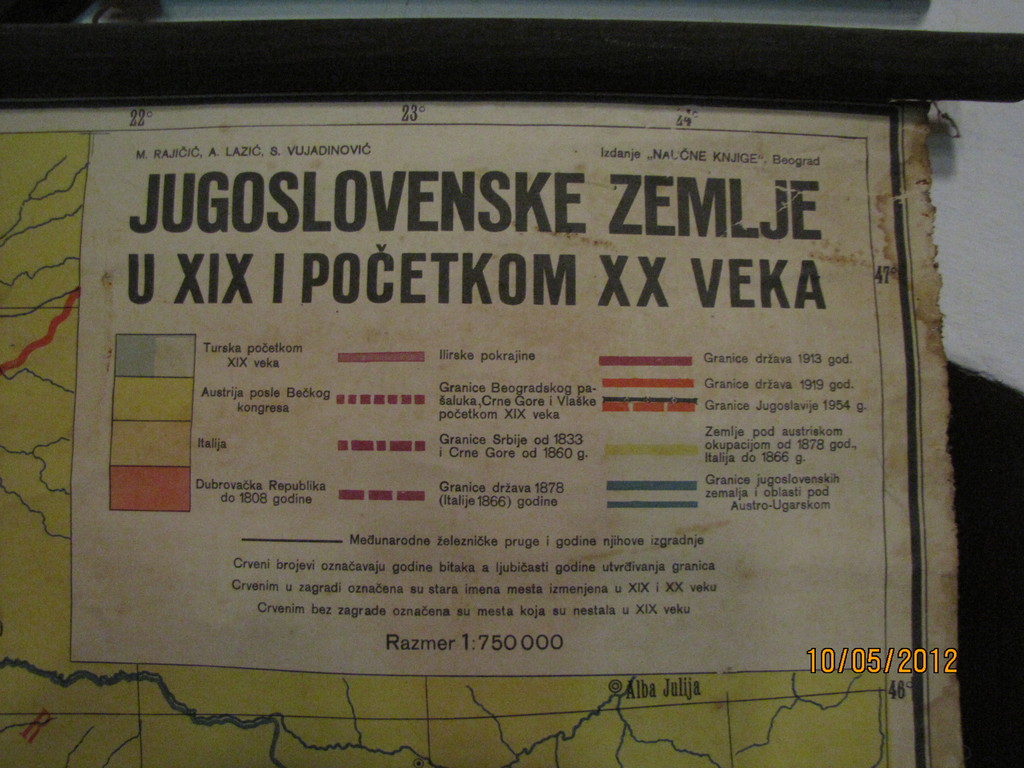 22° 23° 24°
M. RAJIČIĆ, A. LAZIĆ, S. VUJADINOVIĆ
Izdanje „NAUČNE KNJIGE“, Beograd
JUGOSLOVENSKE ZEMLJE
U XIX I POČETKOM XX VEKA
47°
Turska početkom
XIX veka
Austrija posle Bečkog
kongresa
Italija
Dubrovačka Republika
do 1808 godine
Ilirske pokrajine
Granice Beogradskog pa-
šaluka, Crne Gore i Vlaške
početkom XIX veka
Granice Srbije od 1833
i Crne Gore od 1860 g.
Granice država 1878
(Italije 1866) godine
Granice država 1913 god.
Granice država 1919 god.
Granice Jugoslavije 1954 g.
Zemlje pod austriskom
okupacijom od 1878 god.,
Italija do 1866 g.
Granice jugoslovenskih
zemalja i oblasti pod
Austro-Ugarskom
Međunarodne železničke pruge i godine njihove izgradnje
Crveni brojevi označavaju godine bitaka a ljubičasti godine utvrđivanja granica
Crvenim u zagradi označena su stara imena mesta izmenjena u XIX i XX veku
Crvenim bez zagrade označena su mesta koja su nestala u XIX veku
Razmer 1:750 000
10/05/2012
Alba Julija
46°
R